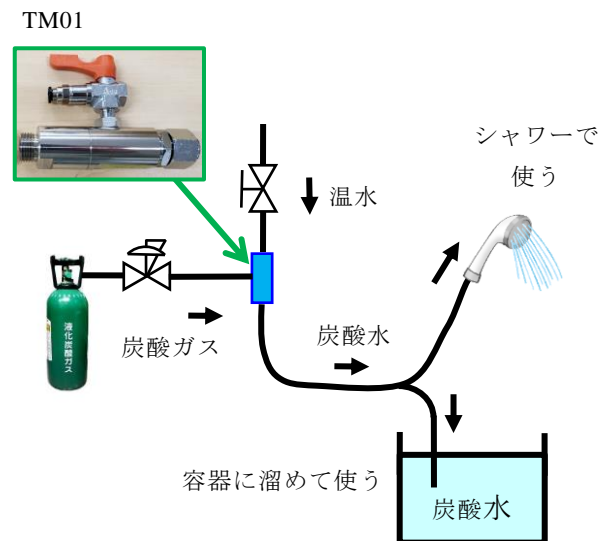 TM01
シャワーで
使う
温水
液化炭酸ガス
炭酸ガス
炭酸水
容器に溜めて使う
炭酸水